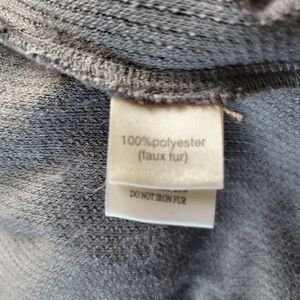 100%polyester
(faux fur)
DO NOT IRON FUR